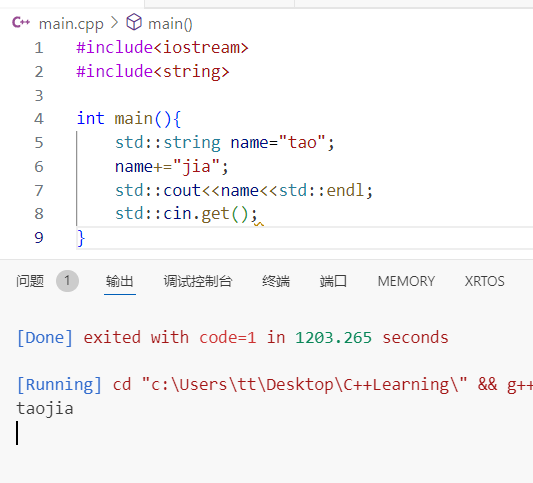 main.cpp > main()
1 #include<iostream>
2 #include<string>
3
4 int main(){
5     std::string name="tao";
6     name+="jia";
7     std::cout<<name<<std::endl;
8     std::cin.get();
9 }
问题 1 输出 调试控制台 终端 端口 MEMORY XRTOS
[Done] exited with code=1 in 1203.265 seconds
[Running] cd "c:\Users\tt\Desktop\C++Learning\" && g++
taojia